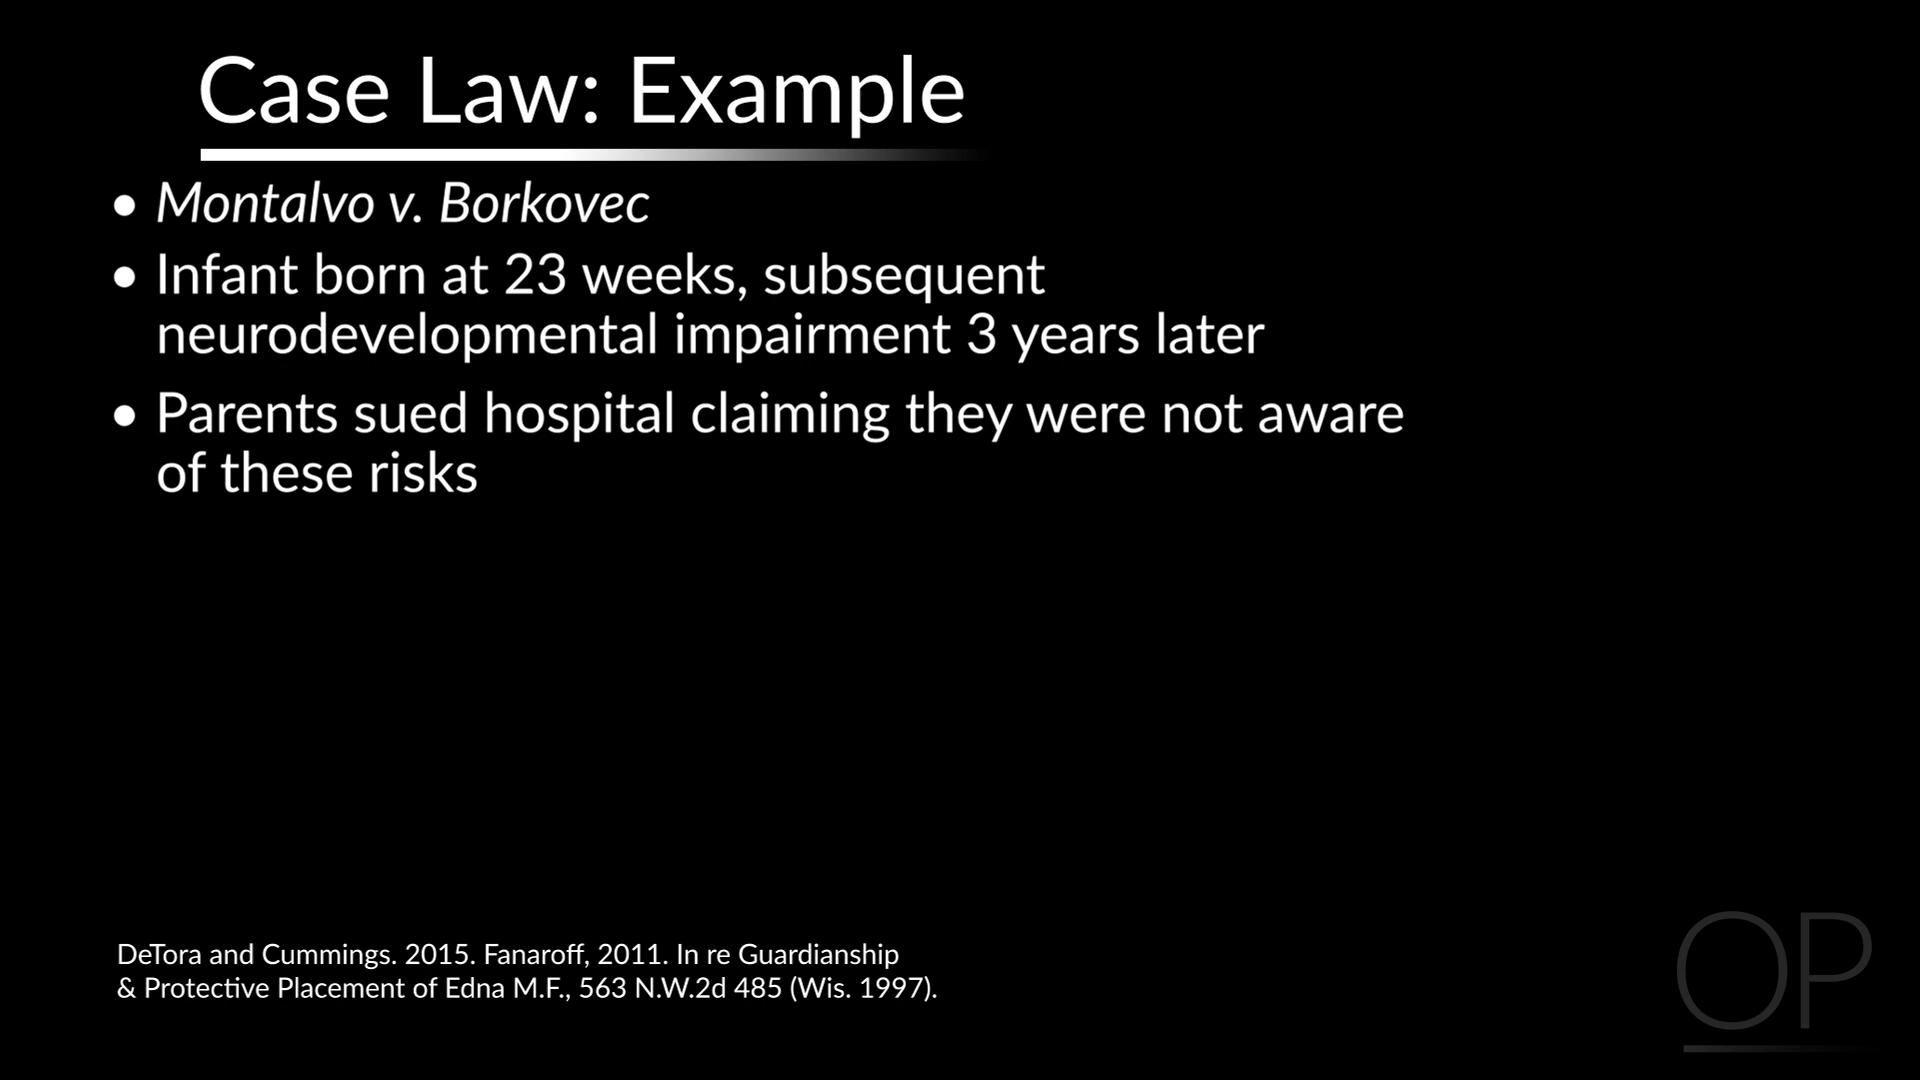 Case Law: Example
• Montalvo v. Borkovec
• Infant born at 23 weeks, subsequent
neurodevelopmental impairment 3 years later
• Parents sued hospital claiming they were not aware
of these risks
DeTora and Cummings. 2015. Fanaroff, 2011. In re Guardianship
& Protective Placement of Edna M.F., 563 N.W.2d 485 (Wis. 1997).
OP